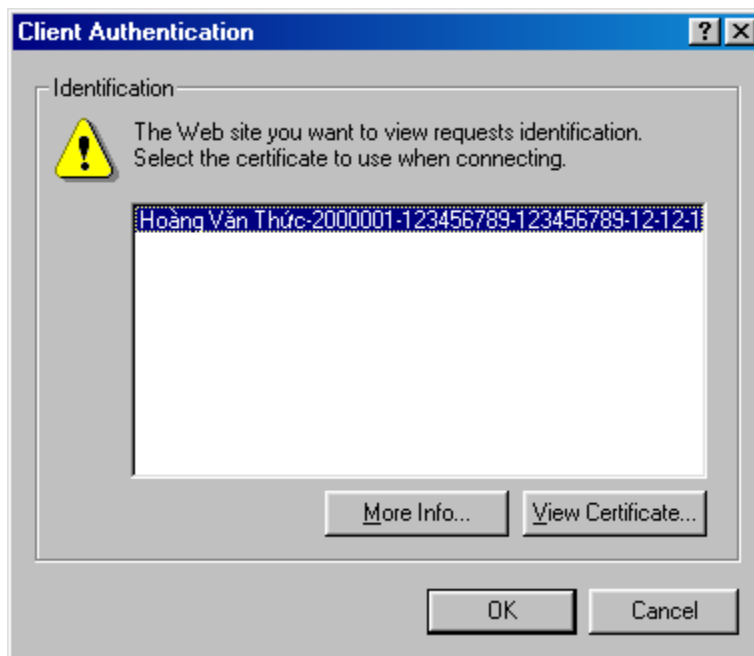 Client Authentication
Identification
The Web site you want to view requests identification.
Select the certificate to use when connecting.
Hoàng Văn Thức-2000001-123456789-123456789-12-12-1
More Info...
View Certificate...
OK
Cancel